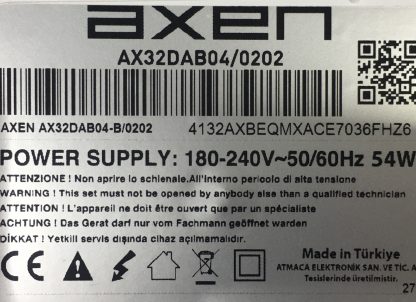 axen
AX32DAB04/0202
AXEN AX32DAB04-B/0202 4132AXBEQMXACE7036FHZ6
POWER SUPPLY: 180-240V~50/60Hz 54W
ATTENZIONE ! Non aprire lo schienale.All'interno pericolo di alta tensione
WARNING ! This set must not be opened by anybody else than a qualified technician
ATTENTION ! L'appareil ne doit être ouvert que par un spécialiste
ACHTUNG ! Das Gerat darf nur vom Fachmann geöffnet warden
DİKKAT ! Yetkili servis dışında cihaz açılmamalıdır.
CE
Made in Türkiye
ATMACA ELEKTRONİK SAN. VE TİC. A
Tesislerinde üretilmistir.
27